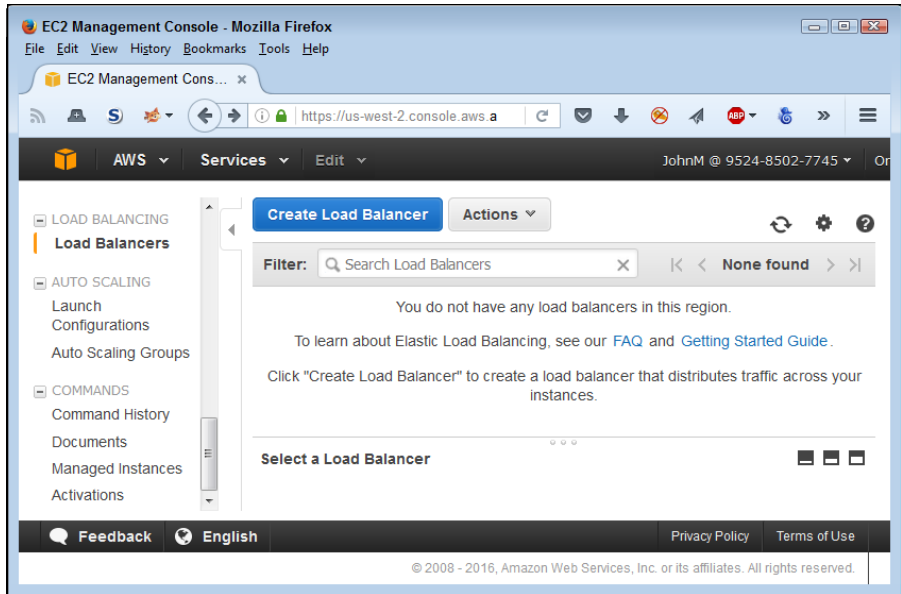 EC2 Management Console - Mozilla Firefox
File Edit View History Bookmarks Tools Help
EC2 Management Cons... ×
S) ABP »
https://us-west-2.console.aws.a
AWS Services Edit JohnM @ 9524-8502-7745 Or
LOAD BALANCING
Load Balancers
AUTO SCALING
Launch
Configurations
Auto Scaling Groups
COMMANDS
Command History
Documents
Managed Instances
Activations
Create Load Balancer Actions
Filter: Search Load Balancers None found
You do not have any load balancers in this region.
To learn about Elastic Load Balancing, see our FAQ and Getting Started Guide.
Click "Create Load Balancer" to create a load balancer that distributes traffic across your
instances.
Select a Load Balancer
Feedback English Privacy Policy Terms of Use
© 2008 - 2016, Amazon Web Services, Inc. or its affiliates. All rights reserved.